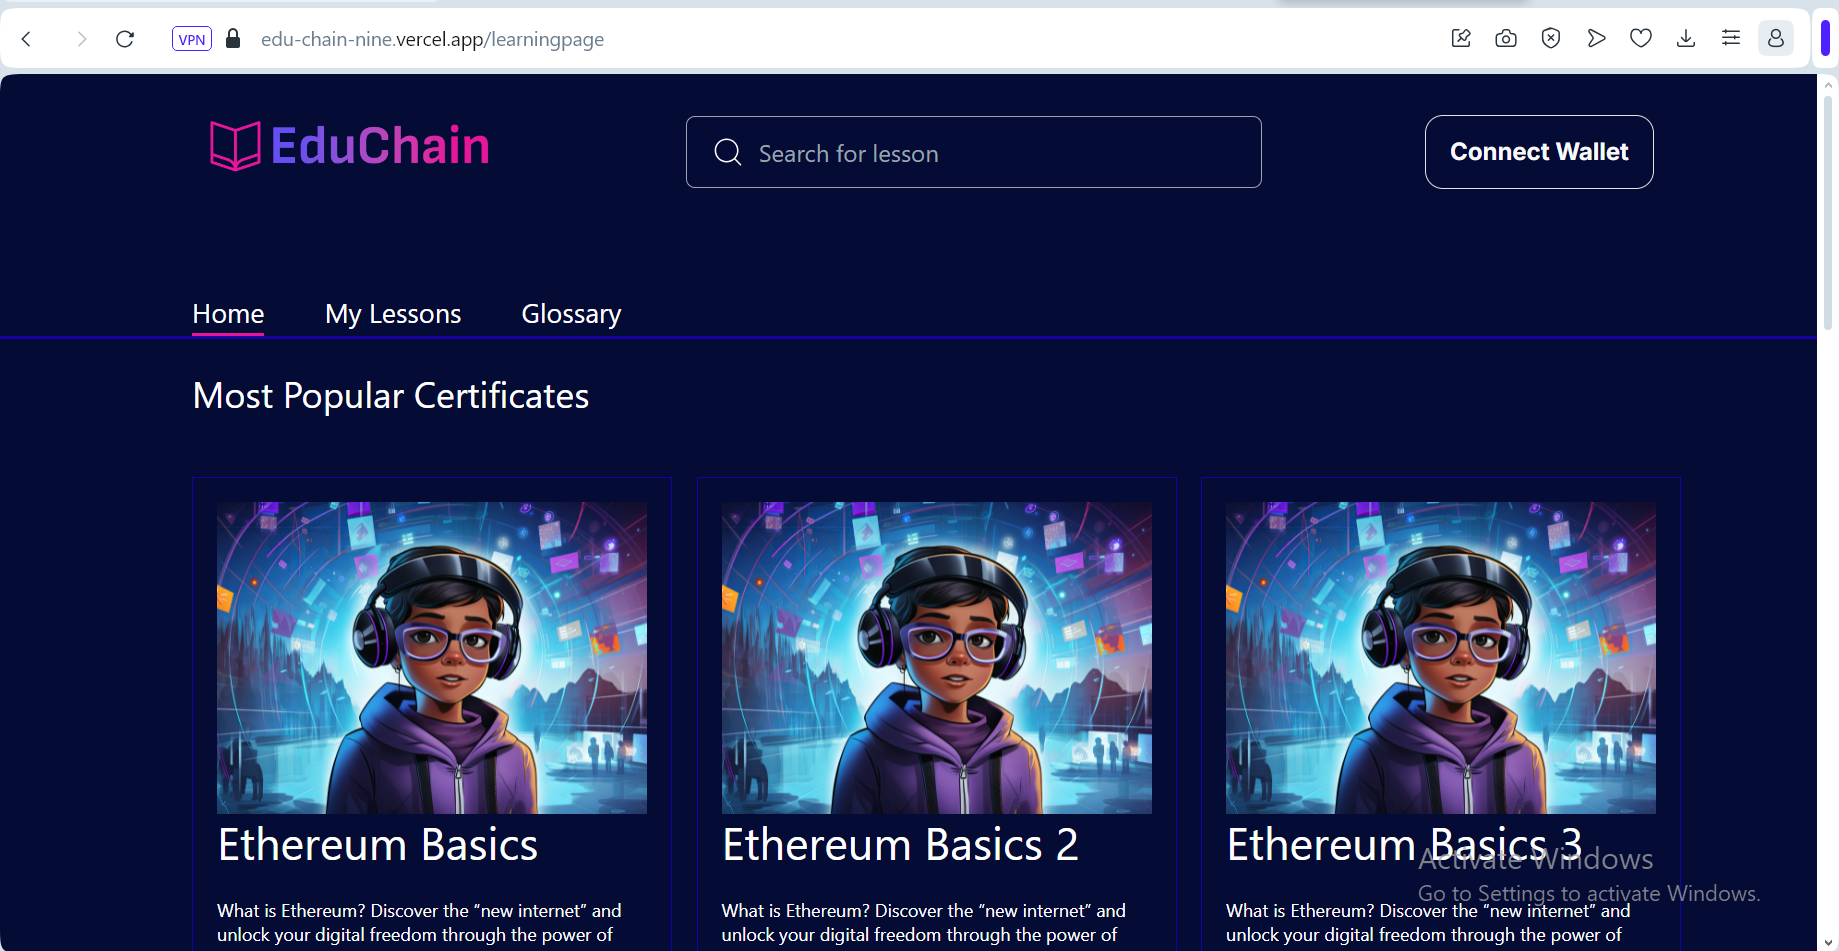 VPN edu-chain-nine.vercel.app/learningpage
EduChain
Search for lesson
Connect Wallet
Home My Lessons Glossary
Most Popular Certificates
Ethereum Basics
What is Ethereum? Discover the “new internet” and
unlock your digital freedom through the power of
Ethereum Basics 2
What is Ethereum? Discover the “new internet” and
unlock your digital freedom through the power of
Ethereum Basics 3
What is Ethereum? Discover the “new internet” and
unlock your digital freedom through the power of
Activate Windows
Go to Settings to activate Windows.